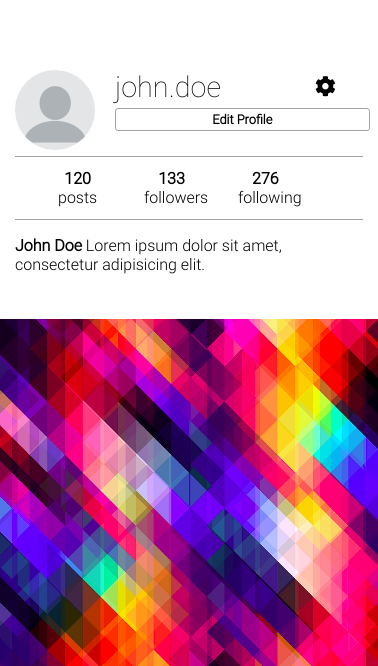 john.doe
Edit Profile
120 133 276
posts followers following
John Doe Lorem ipsum dolor sit amet,
consectetur adipisicing elit.